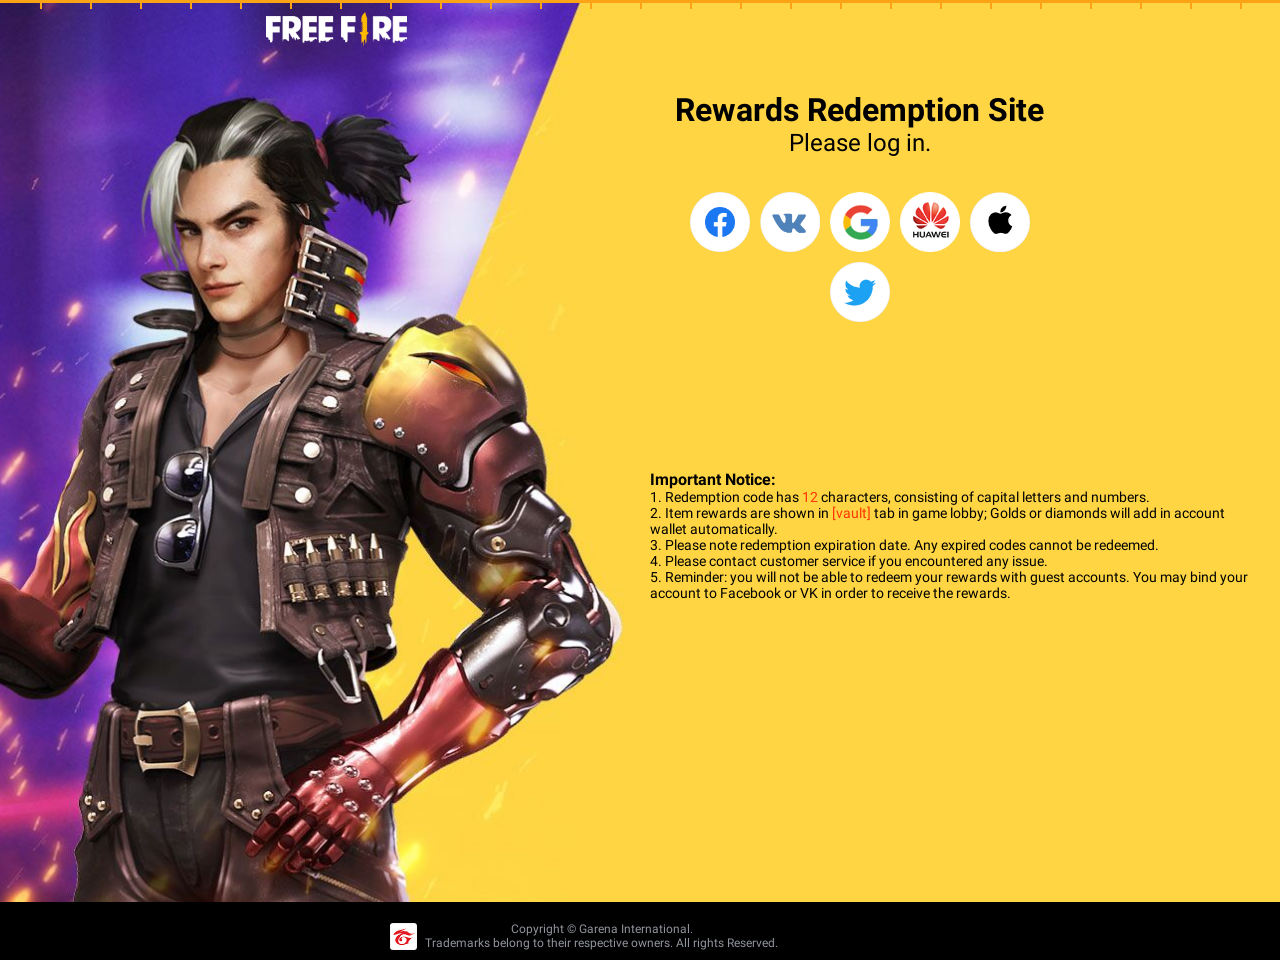 FREE FIRE
Rewards Redemption Site
Please log in.
HUAWEI
Important Notice:
1. Redemption code has 12 characters, consisting of capital letters and numbers.
2. Item rewards are shown in [vault] tab in game lobby; Golds or diamonds will add in account
wallet automatically.
3. Please note redemption expiration date. Any expired codes cannot be redeemed.
4. Please contact customer service if you encountered any issue.
5. Reminder: you will not be able to redeem your rewards with guest accounts. You may bind your
account to Facebook or VK in order to receive the rewards.
Copyright © Garena International.
Trademarks belong to their respective owners. All rights Reserved.